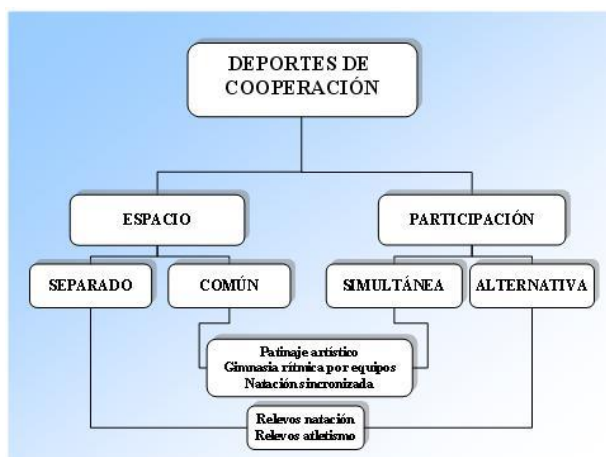 DEPORTES DE
COOPERACIÓN
ESPACIO
PARTICIPACIÓN
SEPARADO
COMÚN
SIMULTÁNEA
ALTERNATIVA
Patinaje artístico
Gimnasia rítmica por equipos
Natación sincronizada
Relevos natación
Relevos atletismo